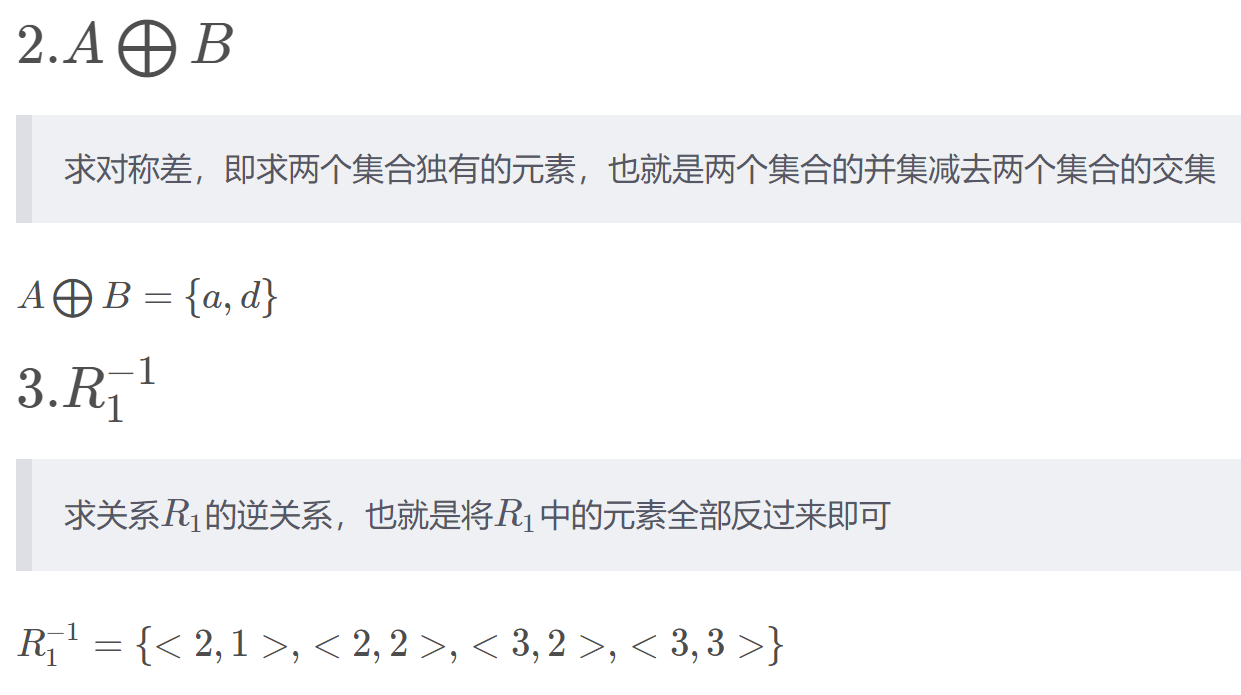 2.A⨁B
求对称差，即求两个集合独有的元素，也就是两个集合的并集减去两个集合的交集
A⨁B = {a, d}
3.R₁⁻¹
求关系R₁的逆关系，也就是将R₁中的元素全部反过来即可
R₁⁻¹ = {< 2, 1 >, < 2, 2 >, < 3, 2 >, < 3, 3 >}